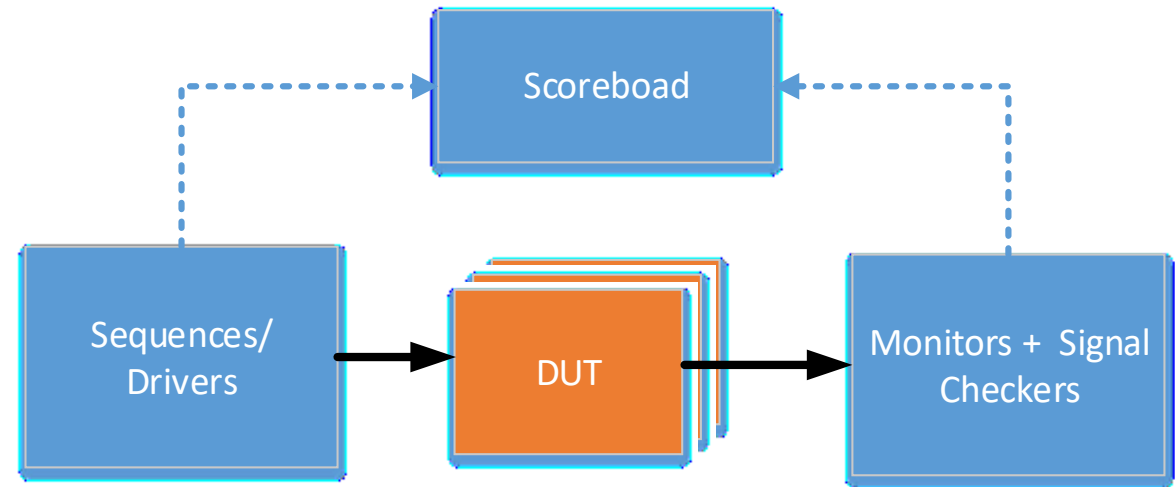 Scoreboad
Sequences/
Drivers
DUT
Monitors + Signal
Checkers